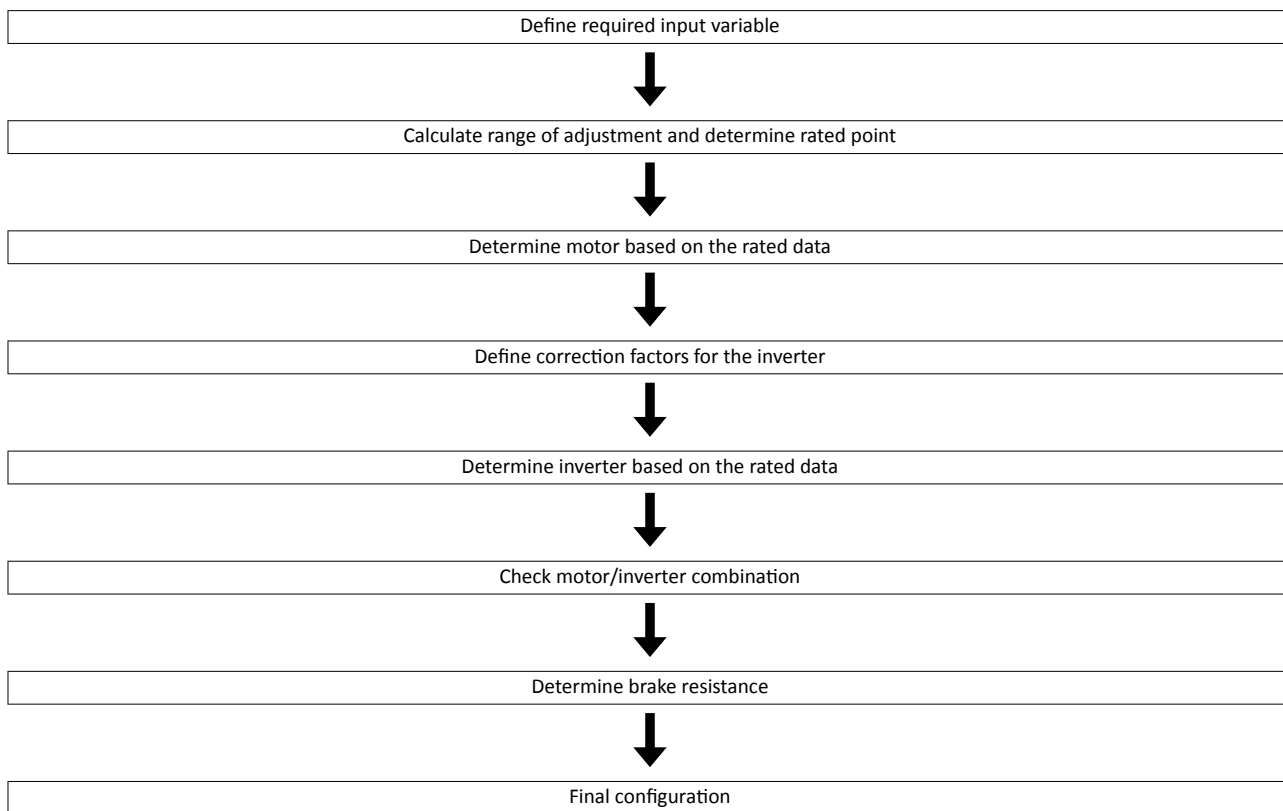 Define required input variable
Calculate range of adjustment and determine rated point
Determine motor based on the rated data
Define correction factors for the inverter
Determine inverter based on the rated data
Check motor/inverter combination
Determine brake resistance
Final configuration